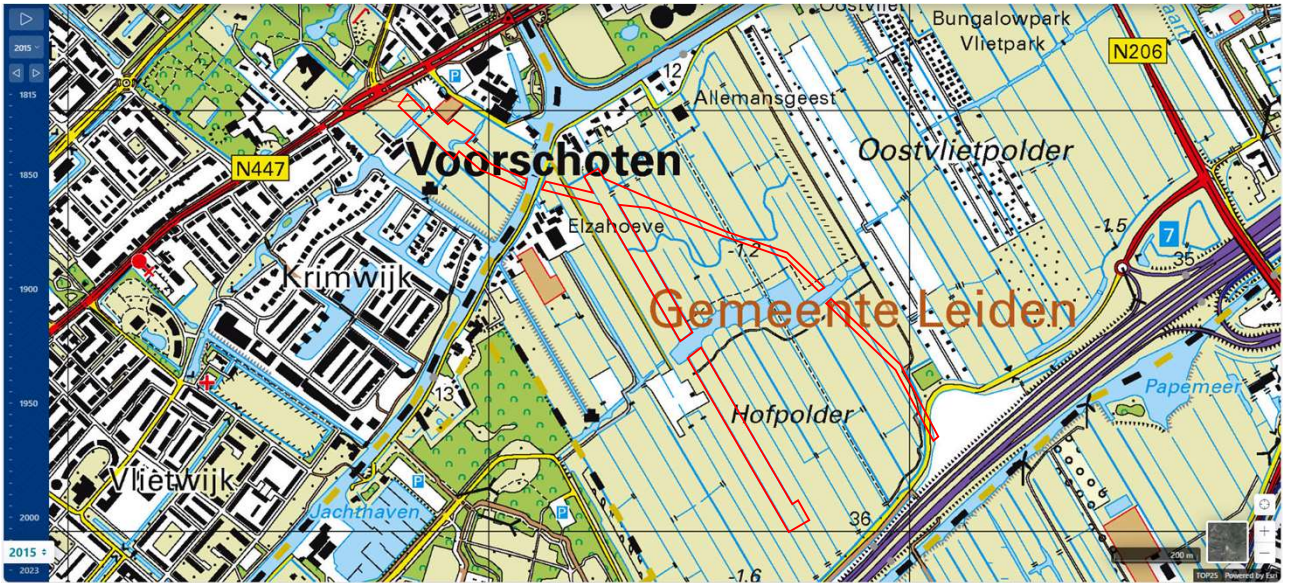 2015
1815
1850
1900
1950
2000
2015
2023
Bungalowpark
Vlietpark
N206
P
12
Allemansgeest
N447
Voorschoten
Oostvlietpolder
Elzahoeve
-1.2
-1.5
7
35
Krimwijk
Gemeente Leiden
13
Papemeer
Hofpolder
Vlietwijk
P
Jachthaven
P
36
-1.6
200 m
TOP25 Powered by Esri